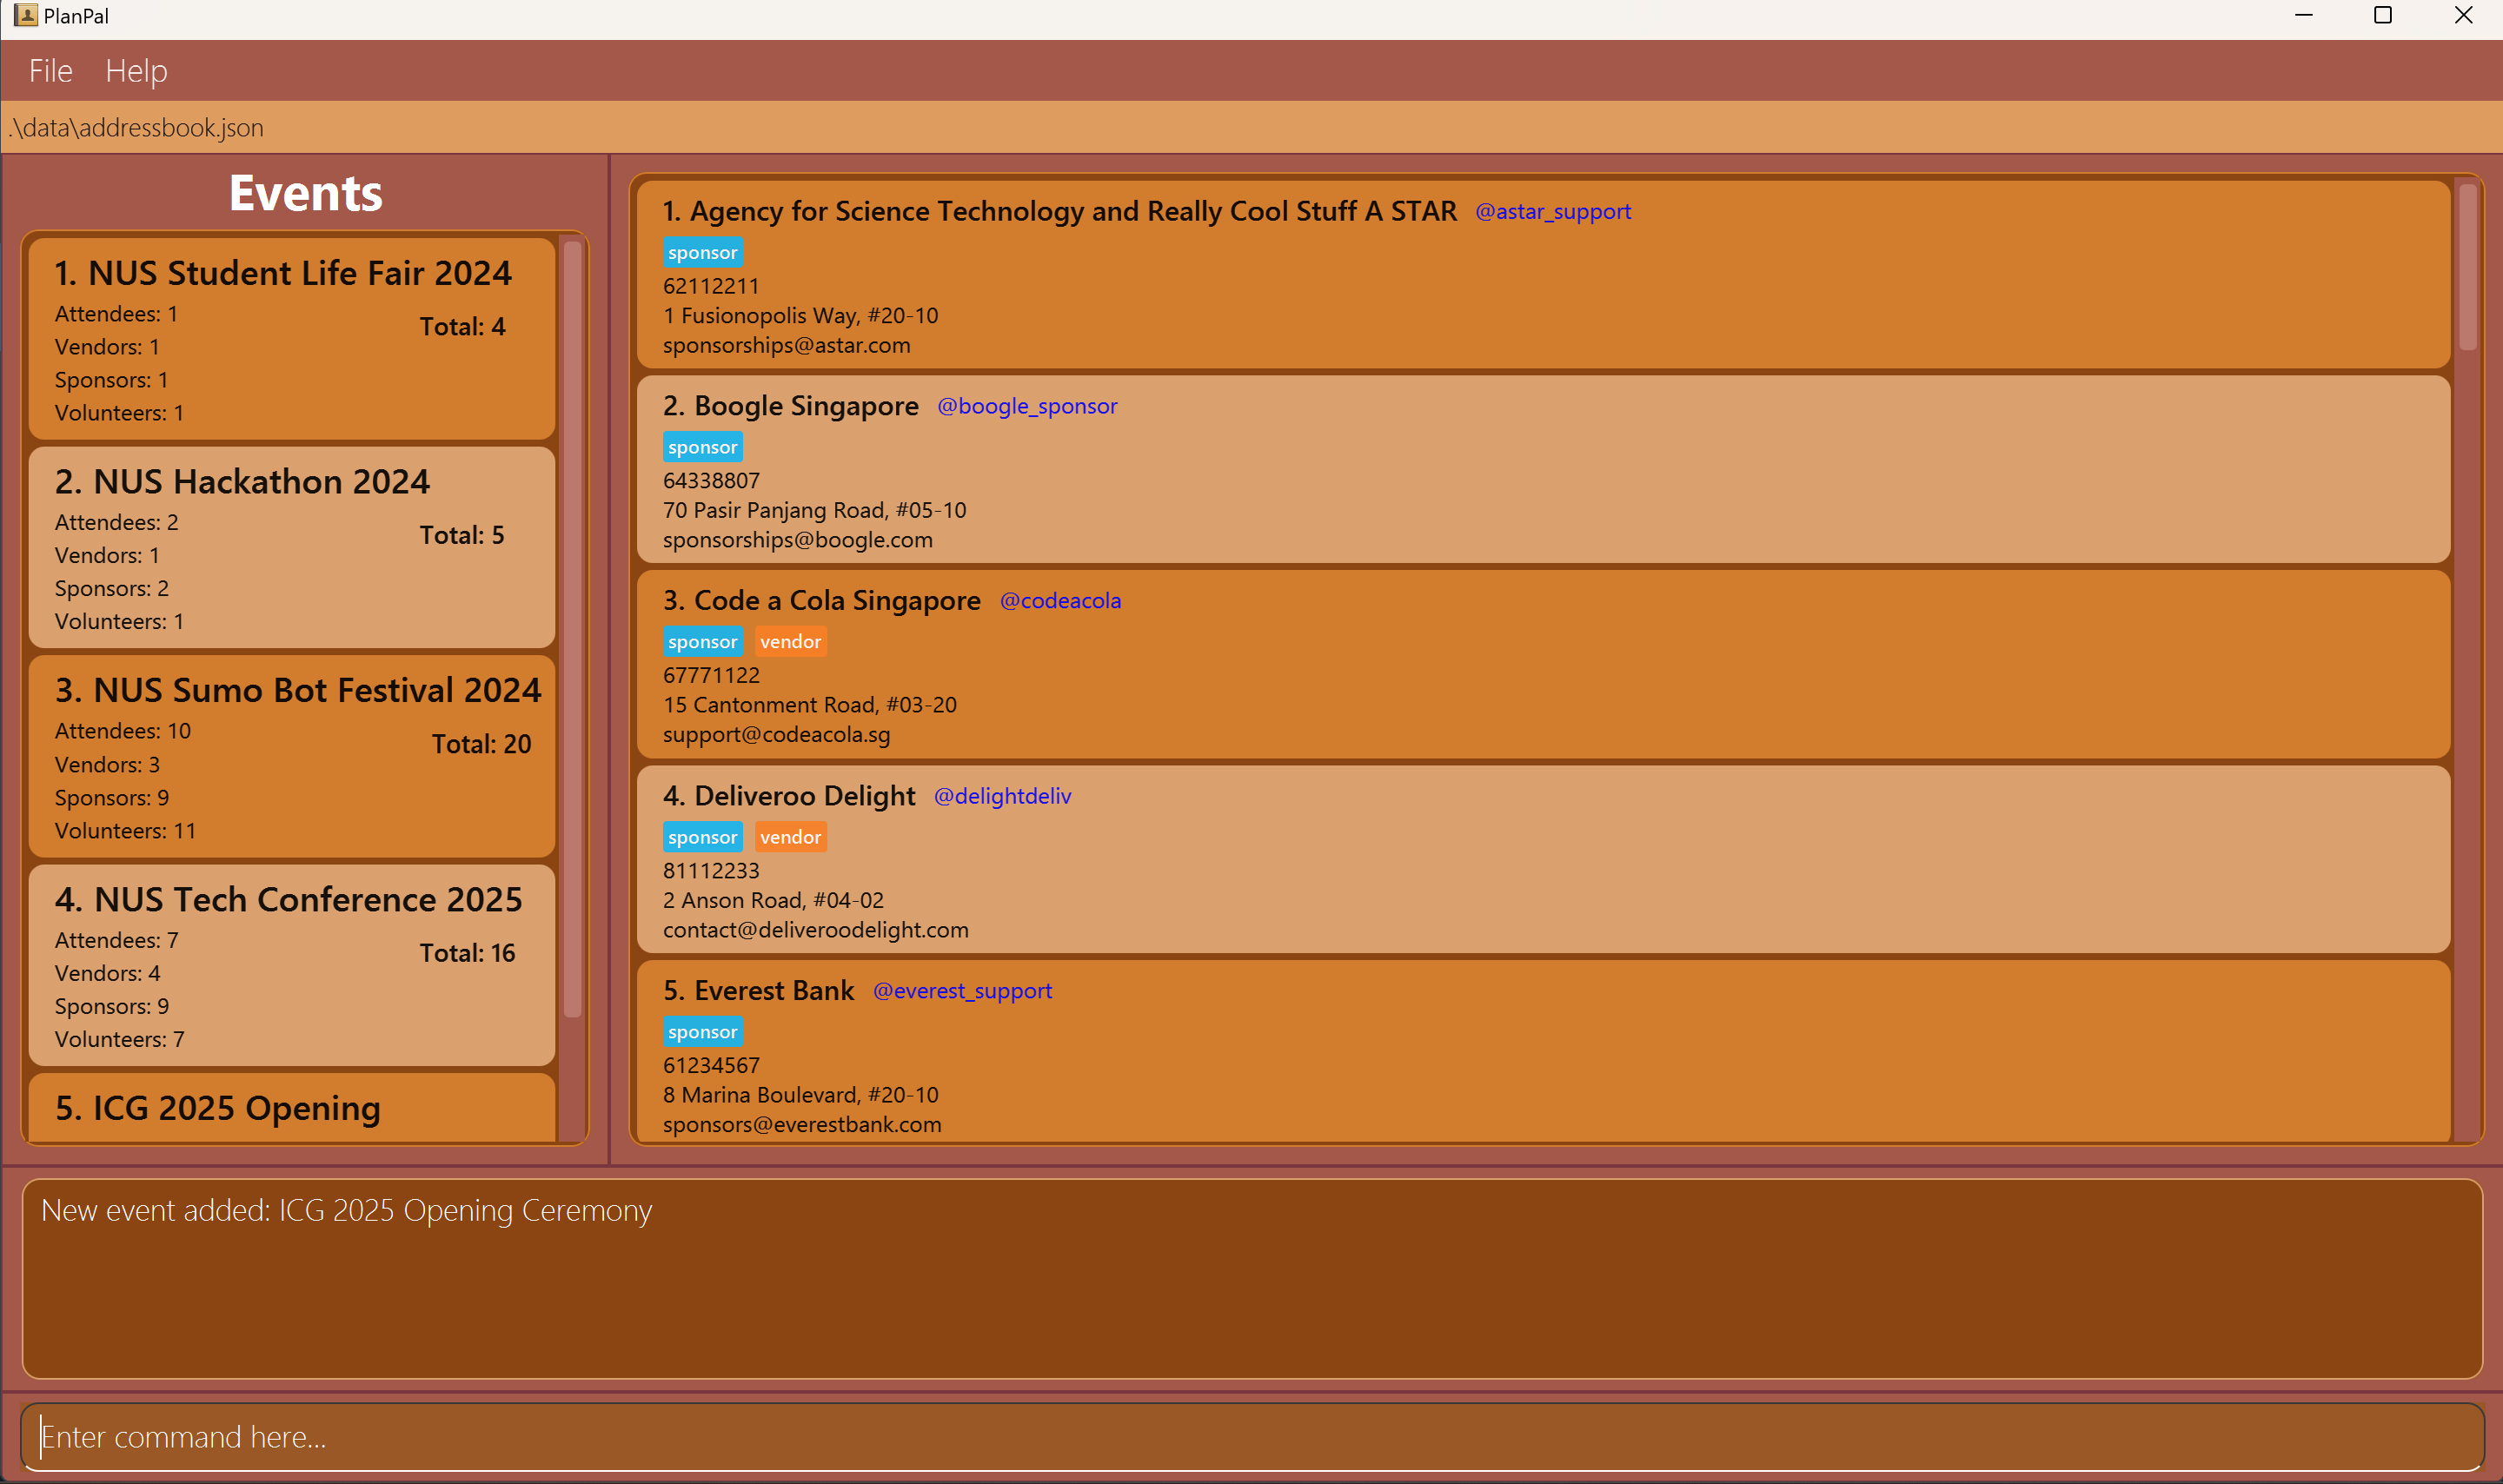 PlanPal
File Help
.\data\addressbook.json
Events
1. NUS Student Life Fair 2024
Attendees: 1
Total: 4
Vendors: 1
Sponsors: 1
Volunteers: 1
2. NUS Hackathon 2024
Attendees: 2
Total: 5
Vendors: 1
Sponsors: 2
Volunteers: 1
3. NUS Sumo Bot Festival 2024
Attendees: 10
Total: 20
Vendors: 3
Sponsors: 9
Volunteers: 11
4. NUS Tech Conference 2025
Attendees: 7
Total: 16
Vendors: 4
Sponsors: 9
Volunteers: 7
5. ICG 2025 Opening
1. Agency for Science Technology and Really Cool Stuff A STAR @astar_support
sponsor
62112211
1 Fusionopolis Way, #20-10
sponsorships@astar.com
2. Boogle Singapore @boogle_sponsor
sponsor
64338807
70 Pasir Panjang Road, #05-10
sponsorships@boogle.com
3. Code a Cola Singapore @codeacola
sponsor vendor
67771122
15 Cantonment Road, #03-20
support@codeacola.sg
4. Deliveroo Delight @delightdeliv
sponsor vendor
81112233
2 Anson Road, #04-02
contact@deliveroodelight.com
5. Everest Bank @everest_support
sponsor
61234567
8 Marina Boulevard, #20-10
sponsors@everestbank.com
New event added: ICG 2025 Opening Ceremony
Enter command here...